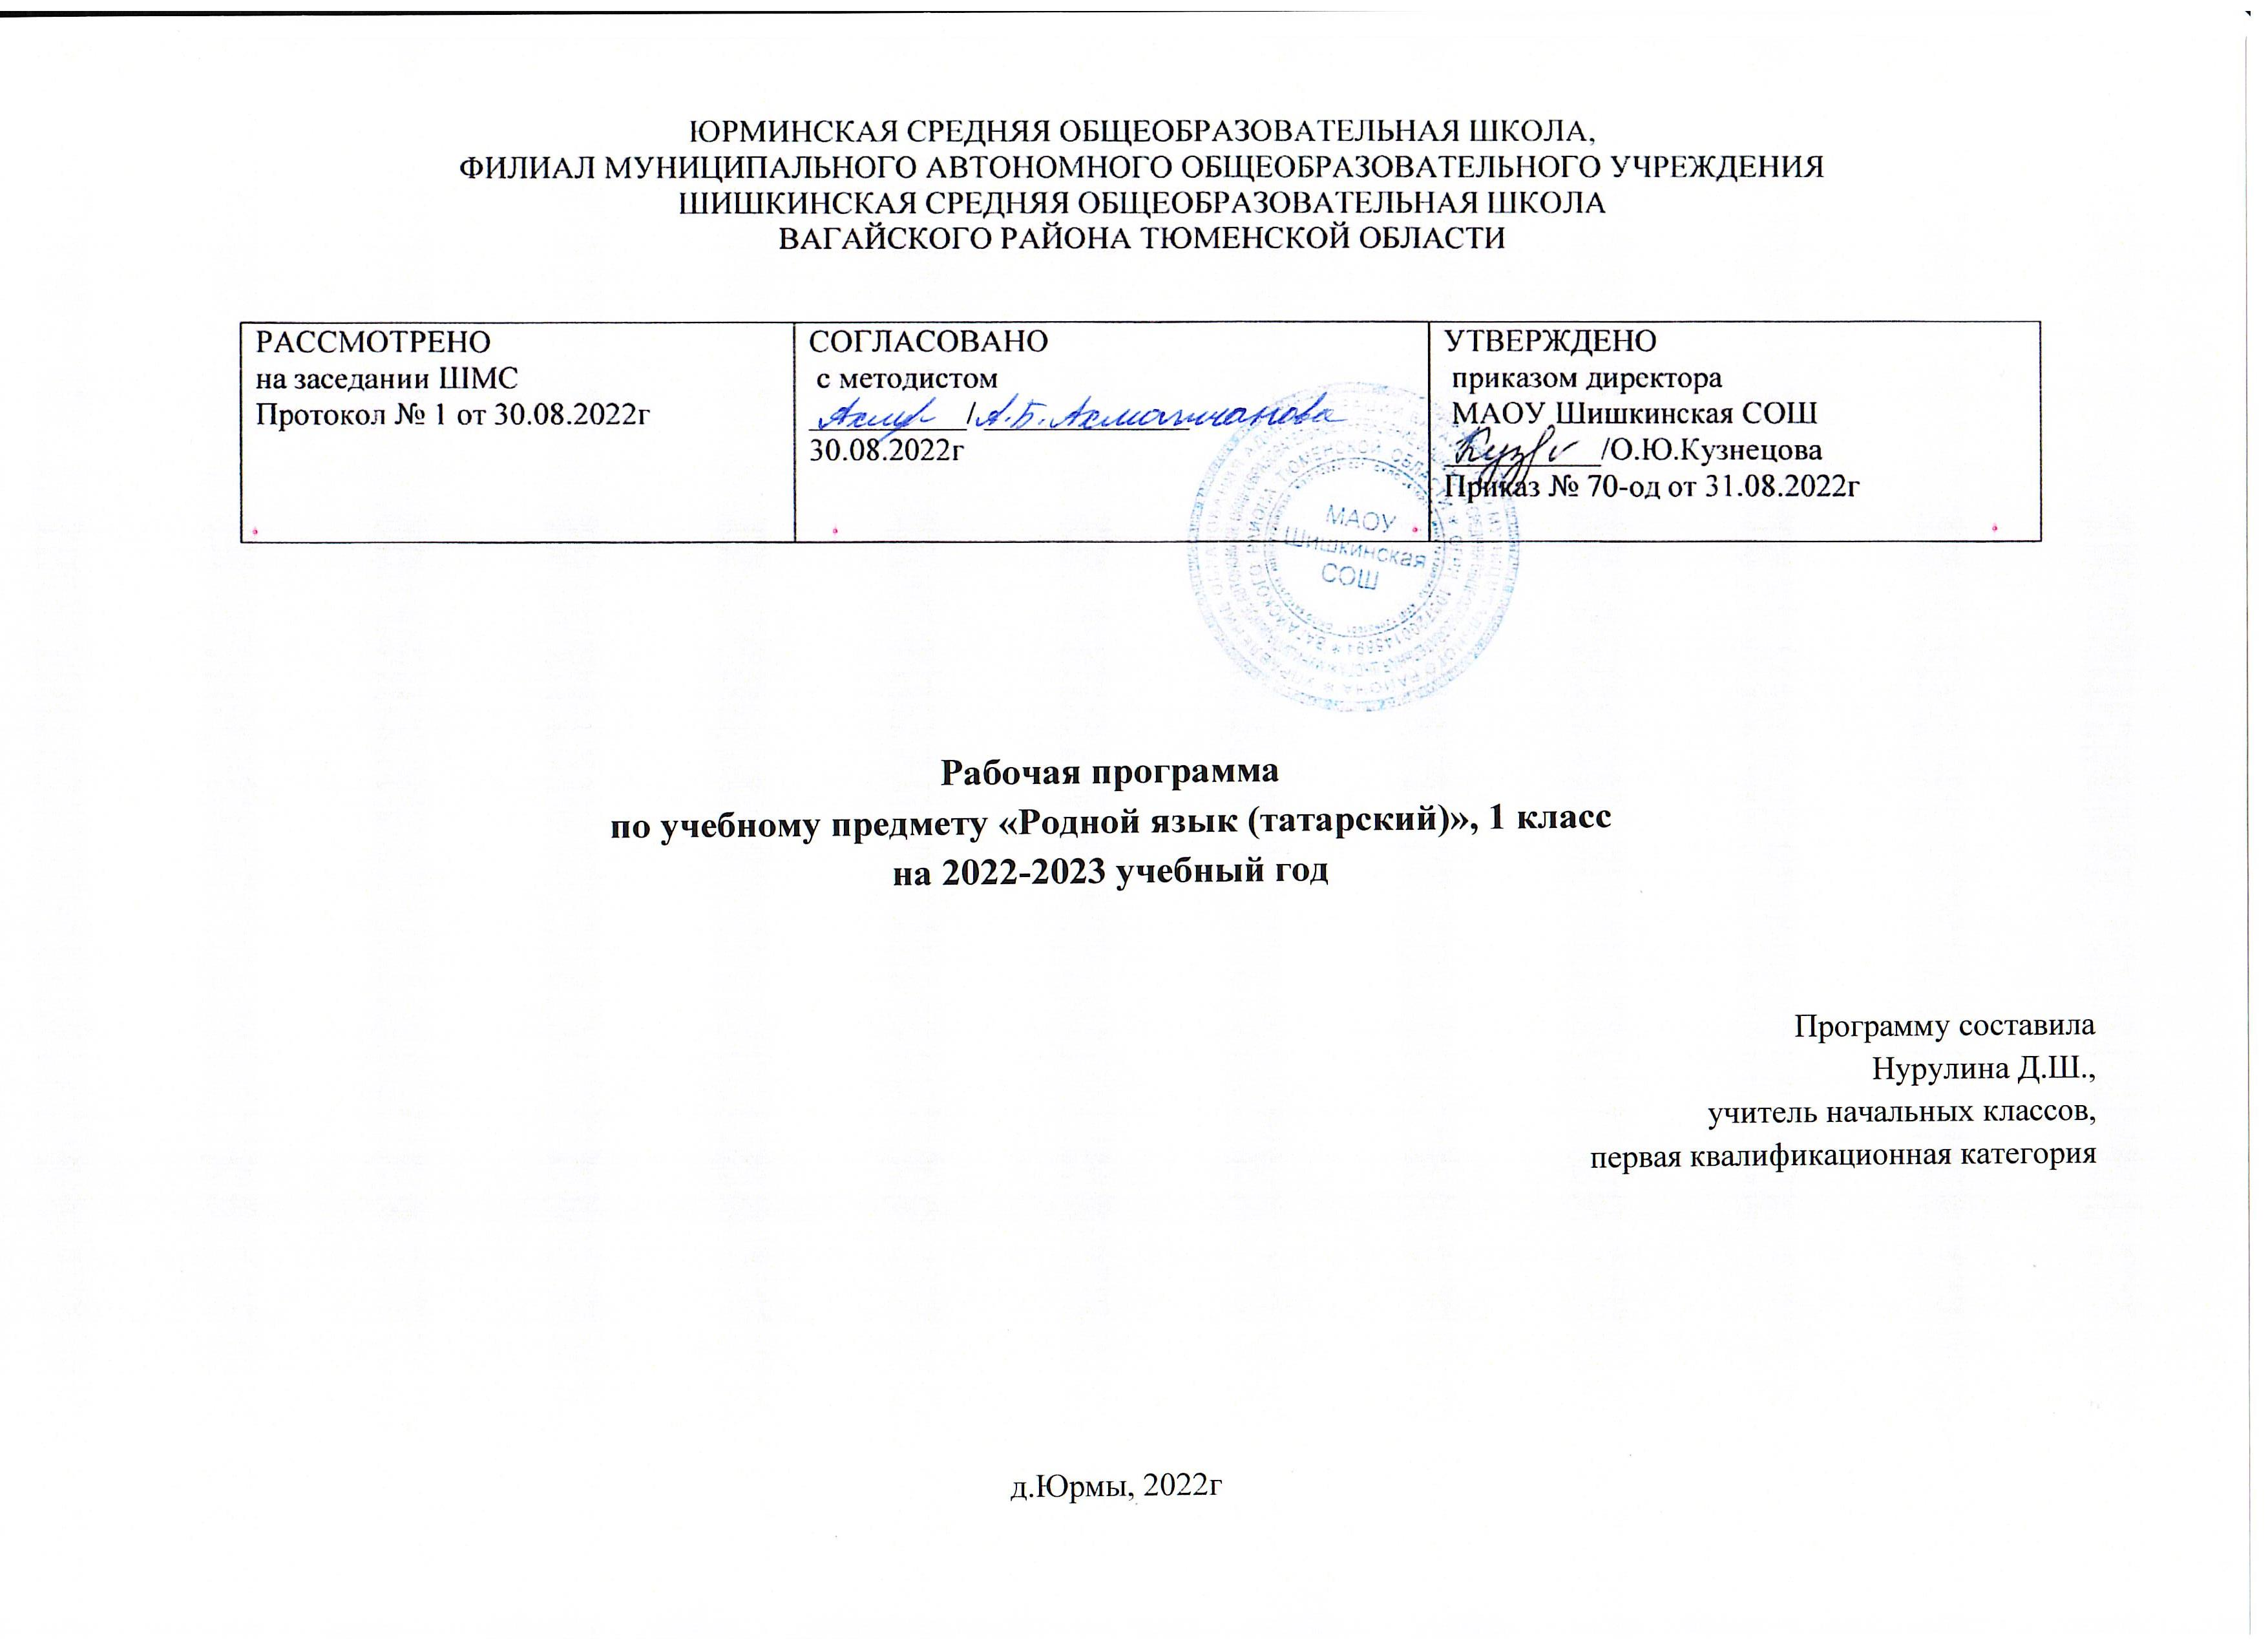 ЮРМИНСКАЯ СРЕДНЯЯ ОБЩЕОБРАЗОВАТЕЛЬНАЯ ШКОЛА,
ФИЛИАЛ МУНИЦИПАЛЬНОГО АВТОНОМНОГО ОБЩЕОБРАЗОВАТЕЛЬНОГО УЧРЕЖДЕНИЯ
ШИШКИНСКАЯ СРЕДНЯЯ ОБЩЕОБРАЗОВАТЕЛЬНАЯ ШКОЛА
ВАГАЙСКОГО РАЙОНА ТЮМЕНСКОЙ ОБЛАСТИ
РАССМОТРЕНО
на заседании ШМС
Протокол № 1 от 30.08.2022г
СОГЛАСОВАНО
с методистом
/А.Б.
30.08.2022г
УТВЕРЖДЕНО
приказом директора
МАОУ Шишкинская СОШ
/О.Ю.Кузнецова
Приказ № 70-од от 31.08.2022г
МАОУ
Шишкинская
СОШ
Рабочая программа
по учебному предмету «Родной язык (татарский)», 1 класс
на 2022-2023 учебный год
Программу составила
Нурулина Д.Ш.,
учитель начальных классов,
первая квалификационная категория
д.Юрмы, 2022г